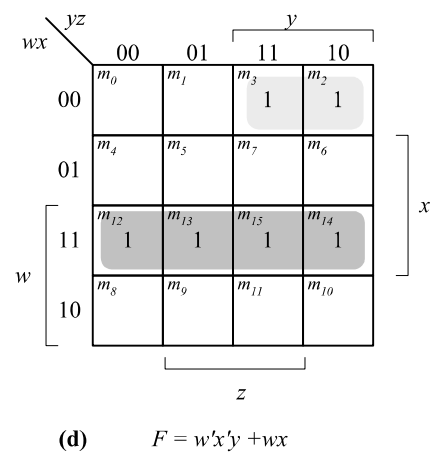 yz
wx
y
00 01 11 10
m0 m1 m3 m2
00 1 1
m4 m5 m7 m6
01
x
m12 m13 m15 m14
11 1 1 1 1
w
m8 m9 m11 m10
10
z
(d) F = w'x'y +wx